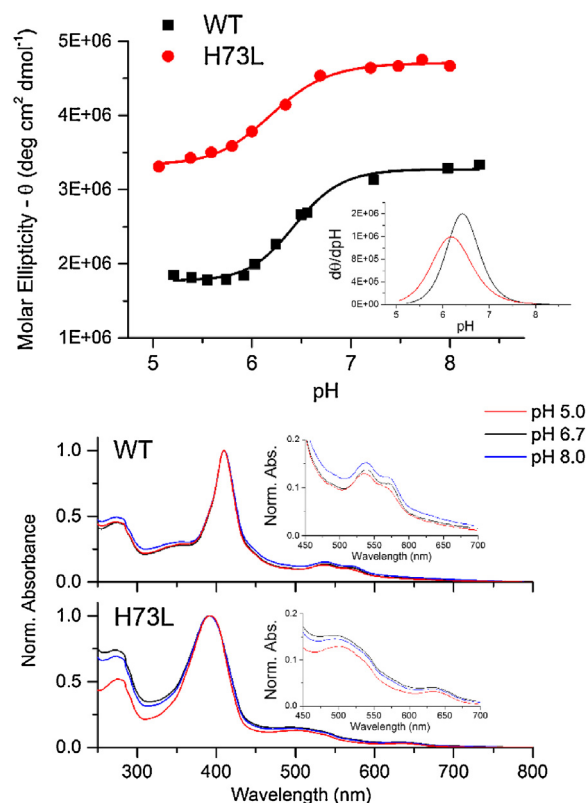 WT
H73L
Molar Ellipticity - θ (deg cm² dmol⁻¹)
5E+06
4E+06
3E+06
2E+06
1E+06
5 6 7 8
pH
dθ/dpH
2E+06
2E+06
1E+06
5E+05
0E+00
5 6 7 8
pH
pH 5.0
pH 6.7
pH 8.0
Norm. Absorbance
WT
1.0
0.5
0.0
Norm. Abs.
0.2
0.1
0.0
450 500 550 600 650 700
Wavelength (nm)
H73L
1.0
0.5
0.0
Norm. Abs.
0.2
0.1
0.0
450 500 550 600 650 700
Wavelength (nm)
300 400 500 600 700 800
Wavelength (nm)